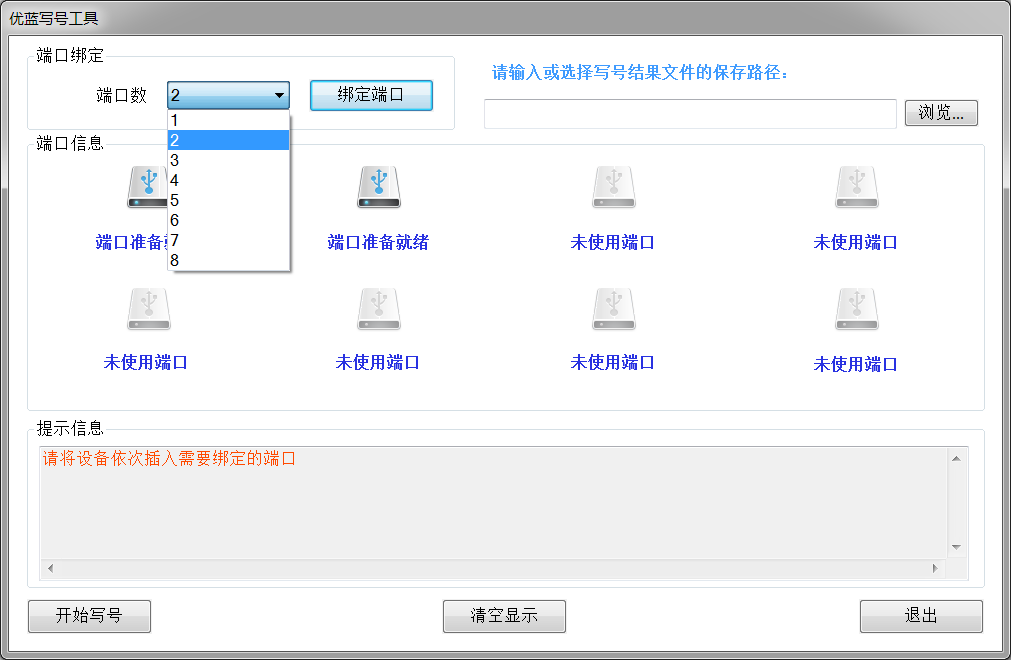 优蓝写号工具
端口绑定
端口数 2 绑定端口
请输入或选择写号结果文件的保存路径：
浏览...
1
2
3
4
5
6
7
8
端口信息
端口准备 端口准备就绪 未使用端口 未使用端口
未使用端口 未使用端口 未使用端口 未使用端口
提示信息
请将设备依次插入需要绑定的端口
开始写号 清空显示 退出